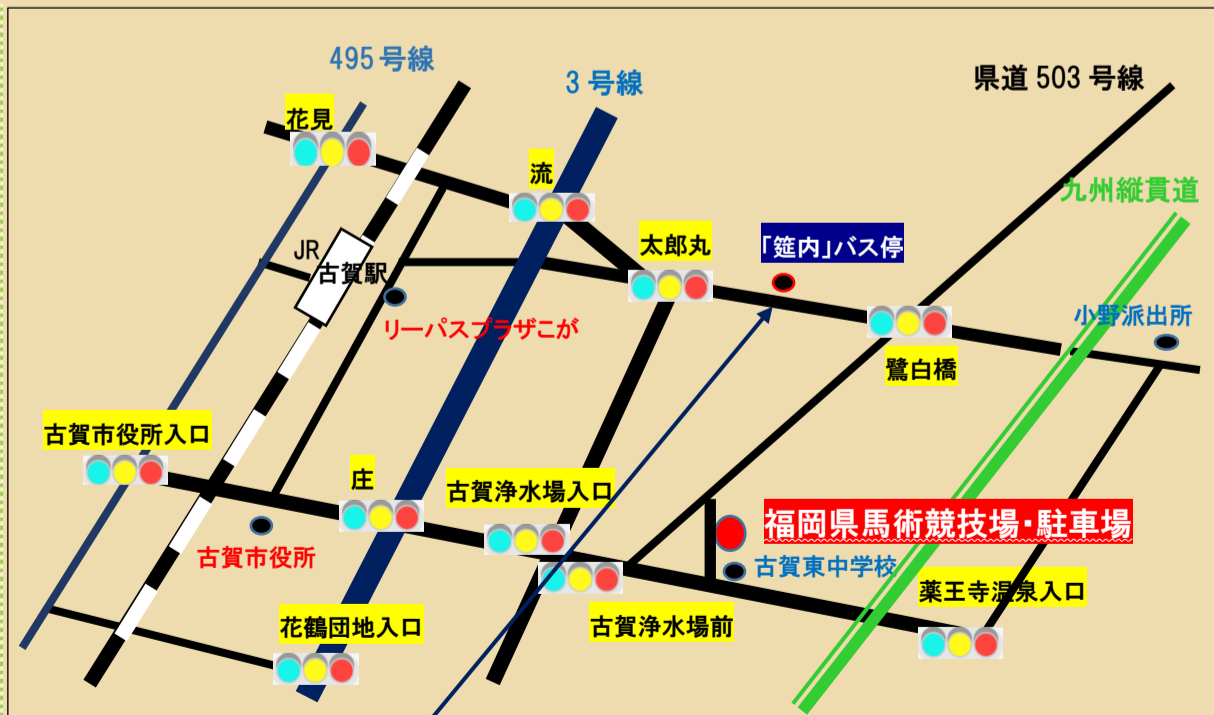 495号線
3号線
県道503号線
花見
流
九州縦貫道
太郎丸
「筵内」バス停
JR
古賀駅
リーパスプラザこが
小野派出所
鷺白橋
古賀市役所入口
庄
古賀浄水場入口
福岡県馬術競技場・駐車場
古賀市役所
古賀東中学校
薬王寺温泉入口
花鶴団地入口
古賀浄水場前